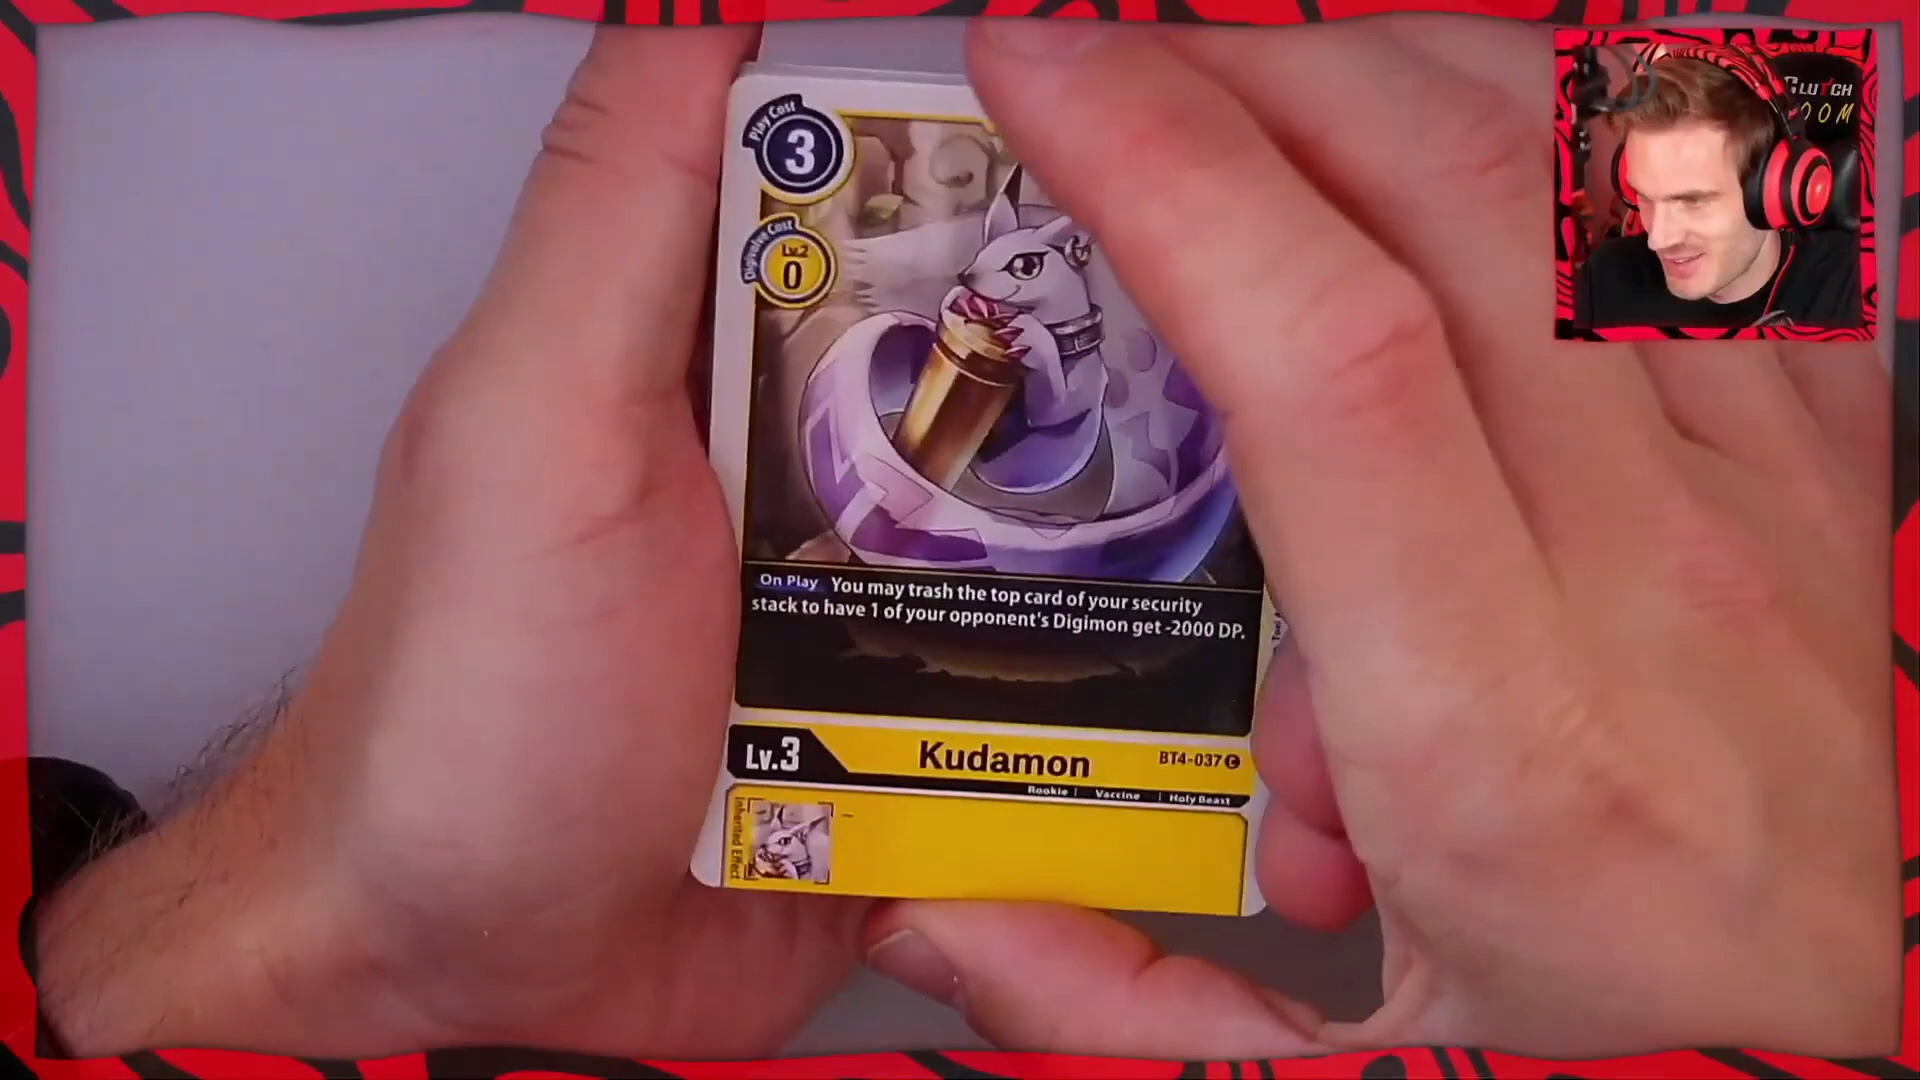 Play Cost
3
Digivolve Cost
Lv.2
0
CLUTCH
On Play You may trash the top card of your security
stack to have 1 of your opponent's Digimon get -2000 DP.
Lv.3
Kudamon
BT4-037 C
Rookie | Vaccine | Holy Beast
Inherited Effect
–